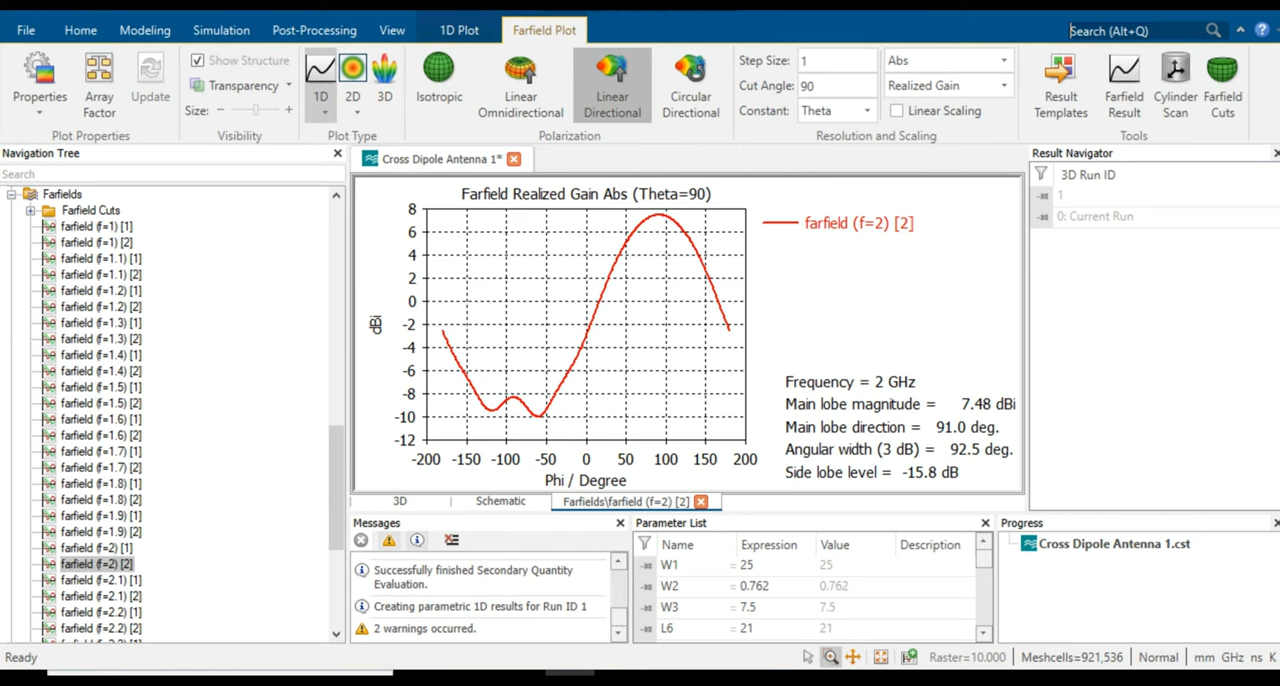 File Home Modeling Simulation Post-Processing View 1D Plot Farfield Plot Search (Alt+Q)
Properties
Array Factor
Update
Plot Properties
Show Structure
Transparency
Size: − +
Visibility
1D 2D 3D
Plot Type
Isotropic
Linear Omnidirectional
Linear Directional
Circular Directional
Polarization
Step Size: 1
Cut Angle: 90
Constant: Theta
Abs
Realized Gain
Linear Scaling
Resolution and Scaling
Result Templates
Farfield Result
Cylinder Scan
Farfield Cuts
Tools
Navigation Tree
Search
Farfields
Farfield Cuts
farfield (f=1) [1]
farfield (f=1) [2]
farfield (f=1.1) [1]
farfield (f=1.1) [2]
farfield (f=1.2) [1]
farfield (f=1.2) [2]
farfield (f=1.3) [1]
farfield (f=1.3) [2]
farfield (f=1.4) [1]
farfield (f=1.4) [2]
farfield (f=1.5) [1]
farfield (f=1.5) [2]
farfield (f=1.6) [1]
farfield (f=1.6) [2]
farfield (f=1.7) [1]
farfield (f=1.7) [2]
farfield (f=1.8) [1]
farfield (f=1.8) [2]
farfield (f=1.9) [1]
farfield (f=1.9) [2]
farfield (f=2) [1]
farfield (f=2) [2]
farfield (f=2.1) [1]
farfield (f=2.1) [2]
farfield (f=2.2) [1]
farfield (f=2.2) [2]
Cross Dipole Antenna 1*
Farfield Realized Gain Abs (Theta=90)
8
6
4
2
0
-2
-4
-6
-8
-10
-12
dBi
-200 -150 -100 -50 0 50 100 150 200
Phi / Degree
farfield (f=2) [2]
Frequency = 2 GHz
Main lobe magnitude = 7.48 dBi
Main lobe direction = 91.0 deg.
Angular width (3 dB) = 92.5 deg.
Side lobe level = -15.8 dB
3D Schematic Farfields\farfield (f=2) [2]
Result Navigator
3D Run ID
1
0: Current Run
Messages
Successfully finished Secondary Quantity
Evaluation.
Creating parametric 1D results for Run ID 1
2 warnings occurred.
Parameter List
Name Expression Value Description
W1 = 25 25
W2 = 0.762 0.762
W3 = 7.5 7.5
L6 = 21 21
Progress
Cross Dipole Antenna 1.cst
Ready Raster=10.000 Meshcells=921,536 Normal mm GHz ns K